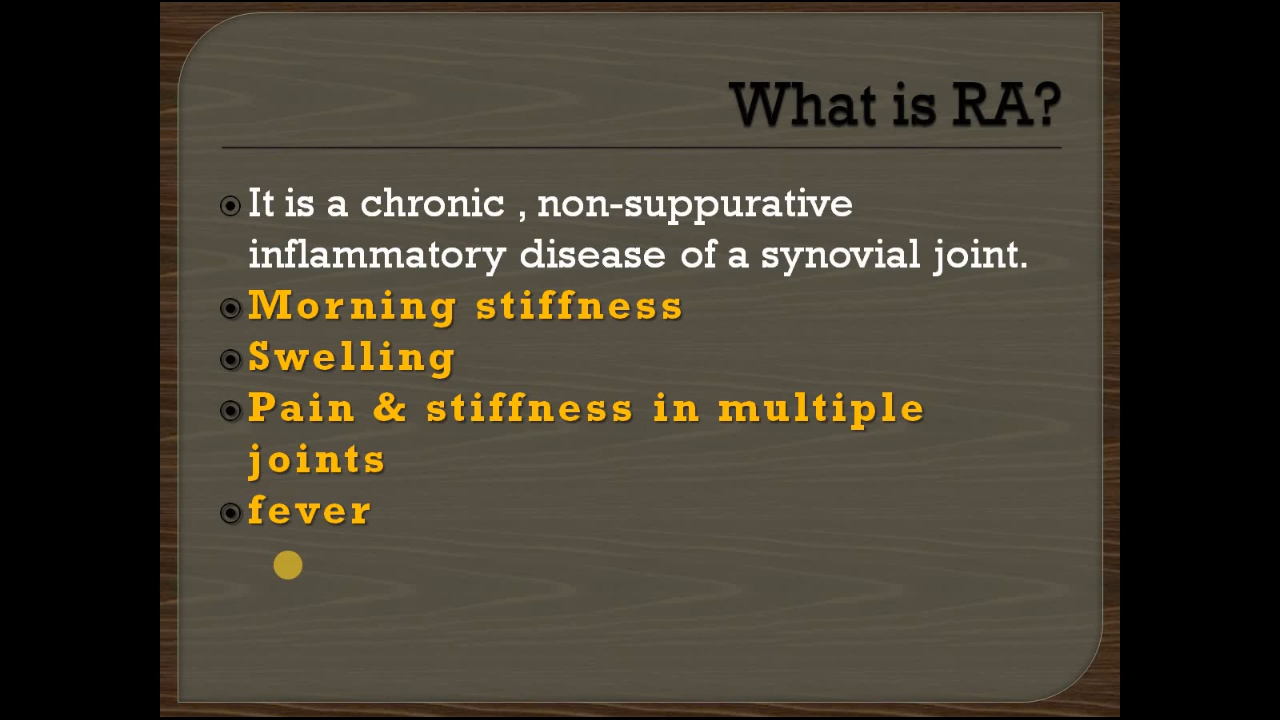 What is RA?
It is a chronic , non-suppurative
inflammatory disease of a synovial joint.
Morning stiffness
Swelling
Pain & stiffness in multiple
joints
fever